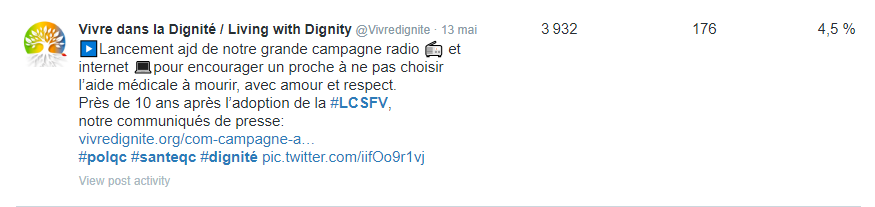 Vivre dans la Dignité / Living with Dignity @Vivredignite · 13 mai 3 932 176 4,5 %
▶Lancement ajd de notre grande campagne radio 📻 et
internet 💻pour encourager un proche à ne pas choisir
l’aide médicale à mourir, avec amour et respect.
Près de 10 ans après l’adoption de la #LCSFV,
notre communiqués de presse:
vivredignite.org/com-campagne-a…
#polqc #santeqc #dignité pic.twitter.com/iifOo9r1vj
View post activity